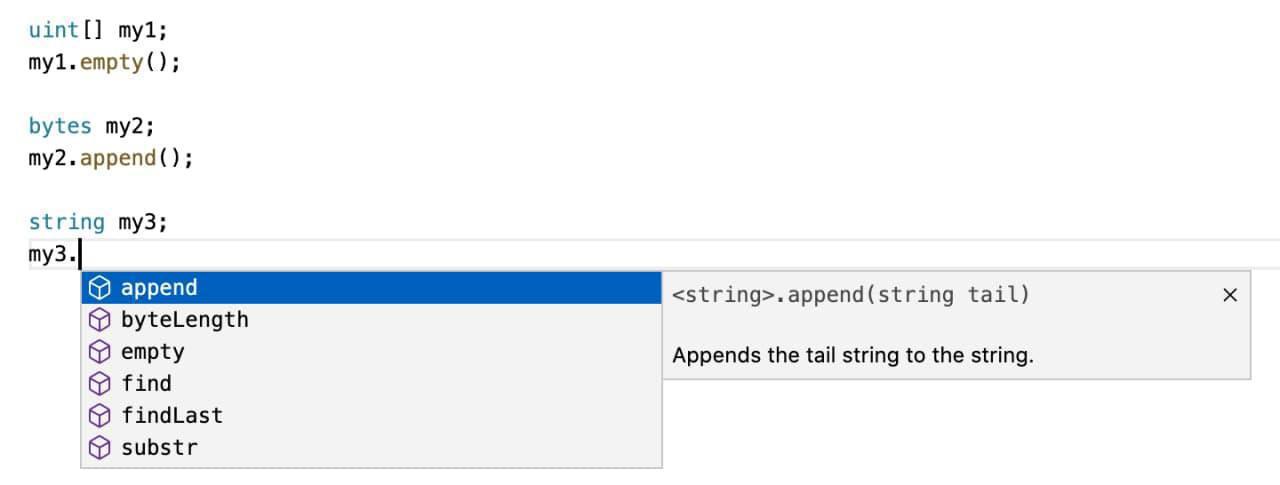 uint[] my1;
my1.empty();
bytes my2;
my2.append();
string my3;
my3.
append
byteLength
empty
find
findLast
substr
<string>.append(string tail)
Appends the tail string to the string.